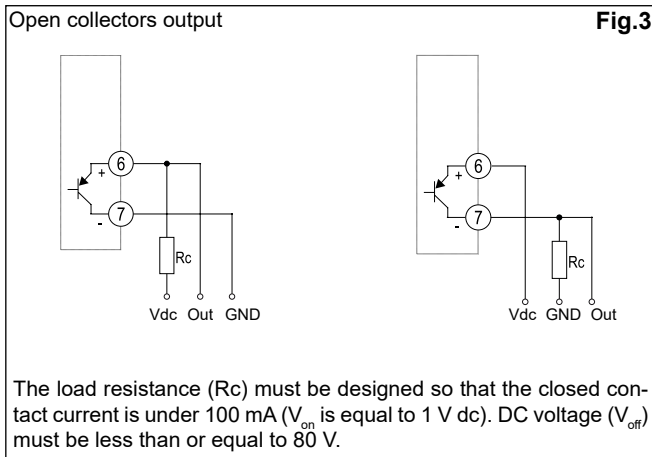 Open collectors output
Fig.3
6
+
7
-
Rc
Vdc Out GND
6
+
7
-
Rc
Vdc GND Out
The load resistance (Rc) must be designed so that the closed con-
tact current is under 100 mA (Von is equal to 1 V dc). DC voltage (Voff)
must be less than or equal to 80 V.